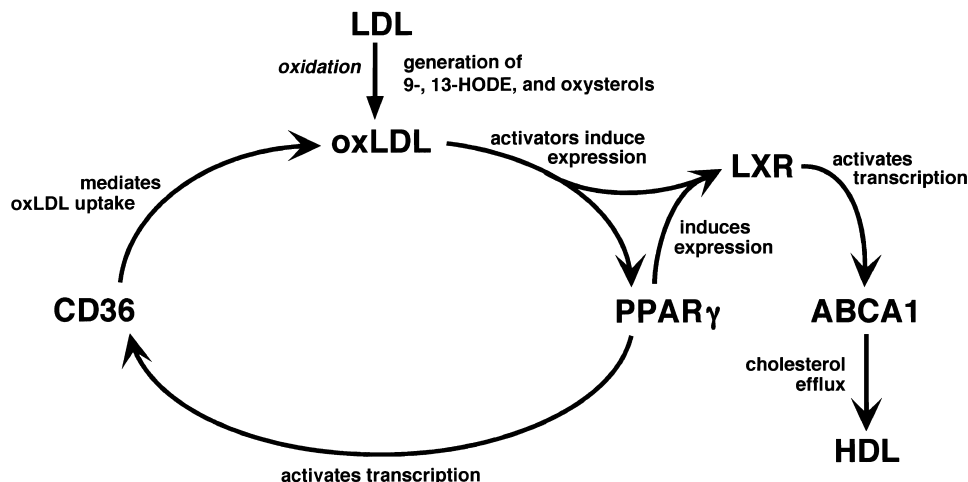 LDL
oxidation
generation of
9-, 13-HODE, and oxysterols
oxLDL
activators induce
expression
LXR
activates
transcription
mediates
oxLDL uptake
induces
expression
CD36
PPARγ
ABCA1
cholesterol
efflux
HDL
activates transcription